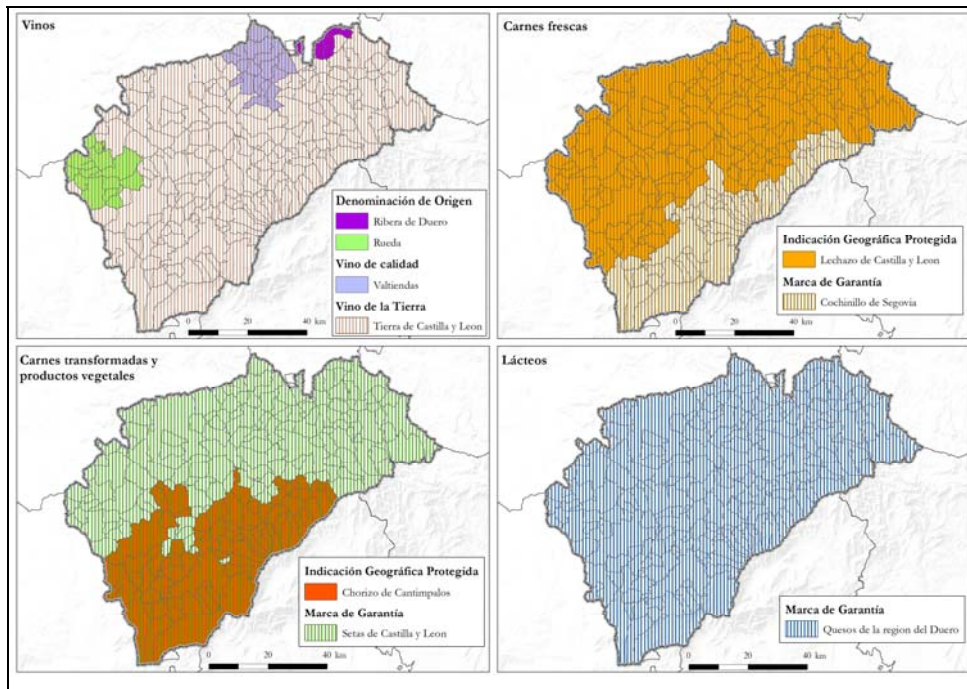 Vinos
Denominación de Origen
Ribera de Duero
Rueda
Vino de calidad
Valtiendas
Vino de la Tierra
Tierra de Castilla y Leon
0 20 40 km
Carnes frescas
Indicación Geográfica Protegida
Lechazo de Castilla y Leon
Marca de Garantía
Cochinillo de Segovia
0 20 40 km
Carnes transformadas y
productos vegetales
Indicación Geográfica Protegida
Chorizo de Cantimpalos
Marca de Garantía
Setas de Castilla y Leon
0 20 40 km
Lácteos
Marca de Garantía
Quesos de la region del Duero
0 20 40 km